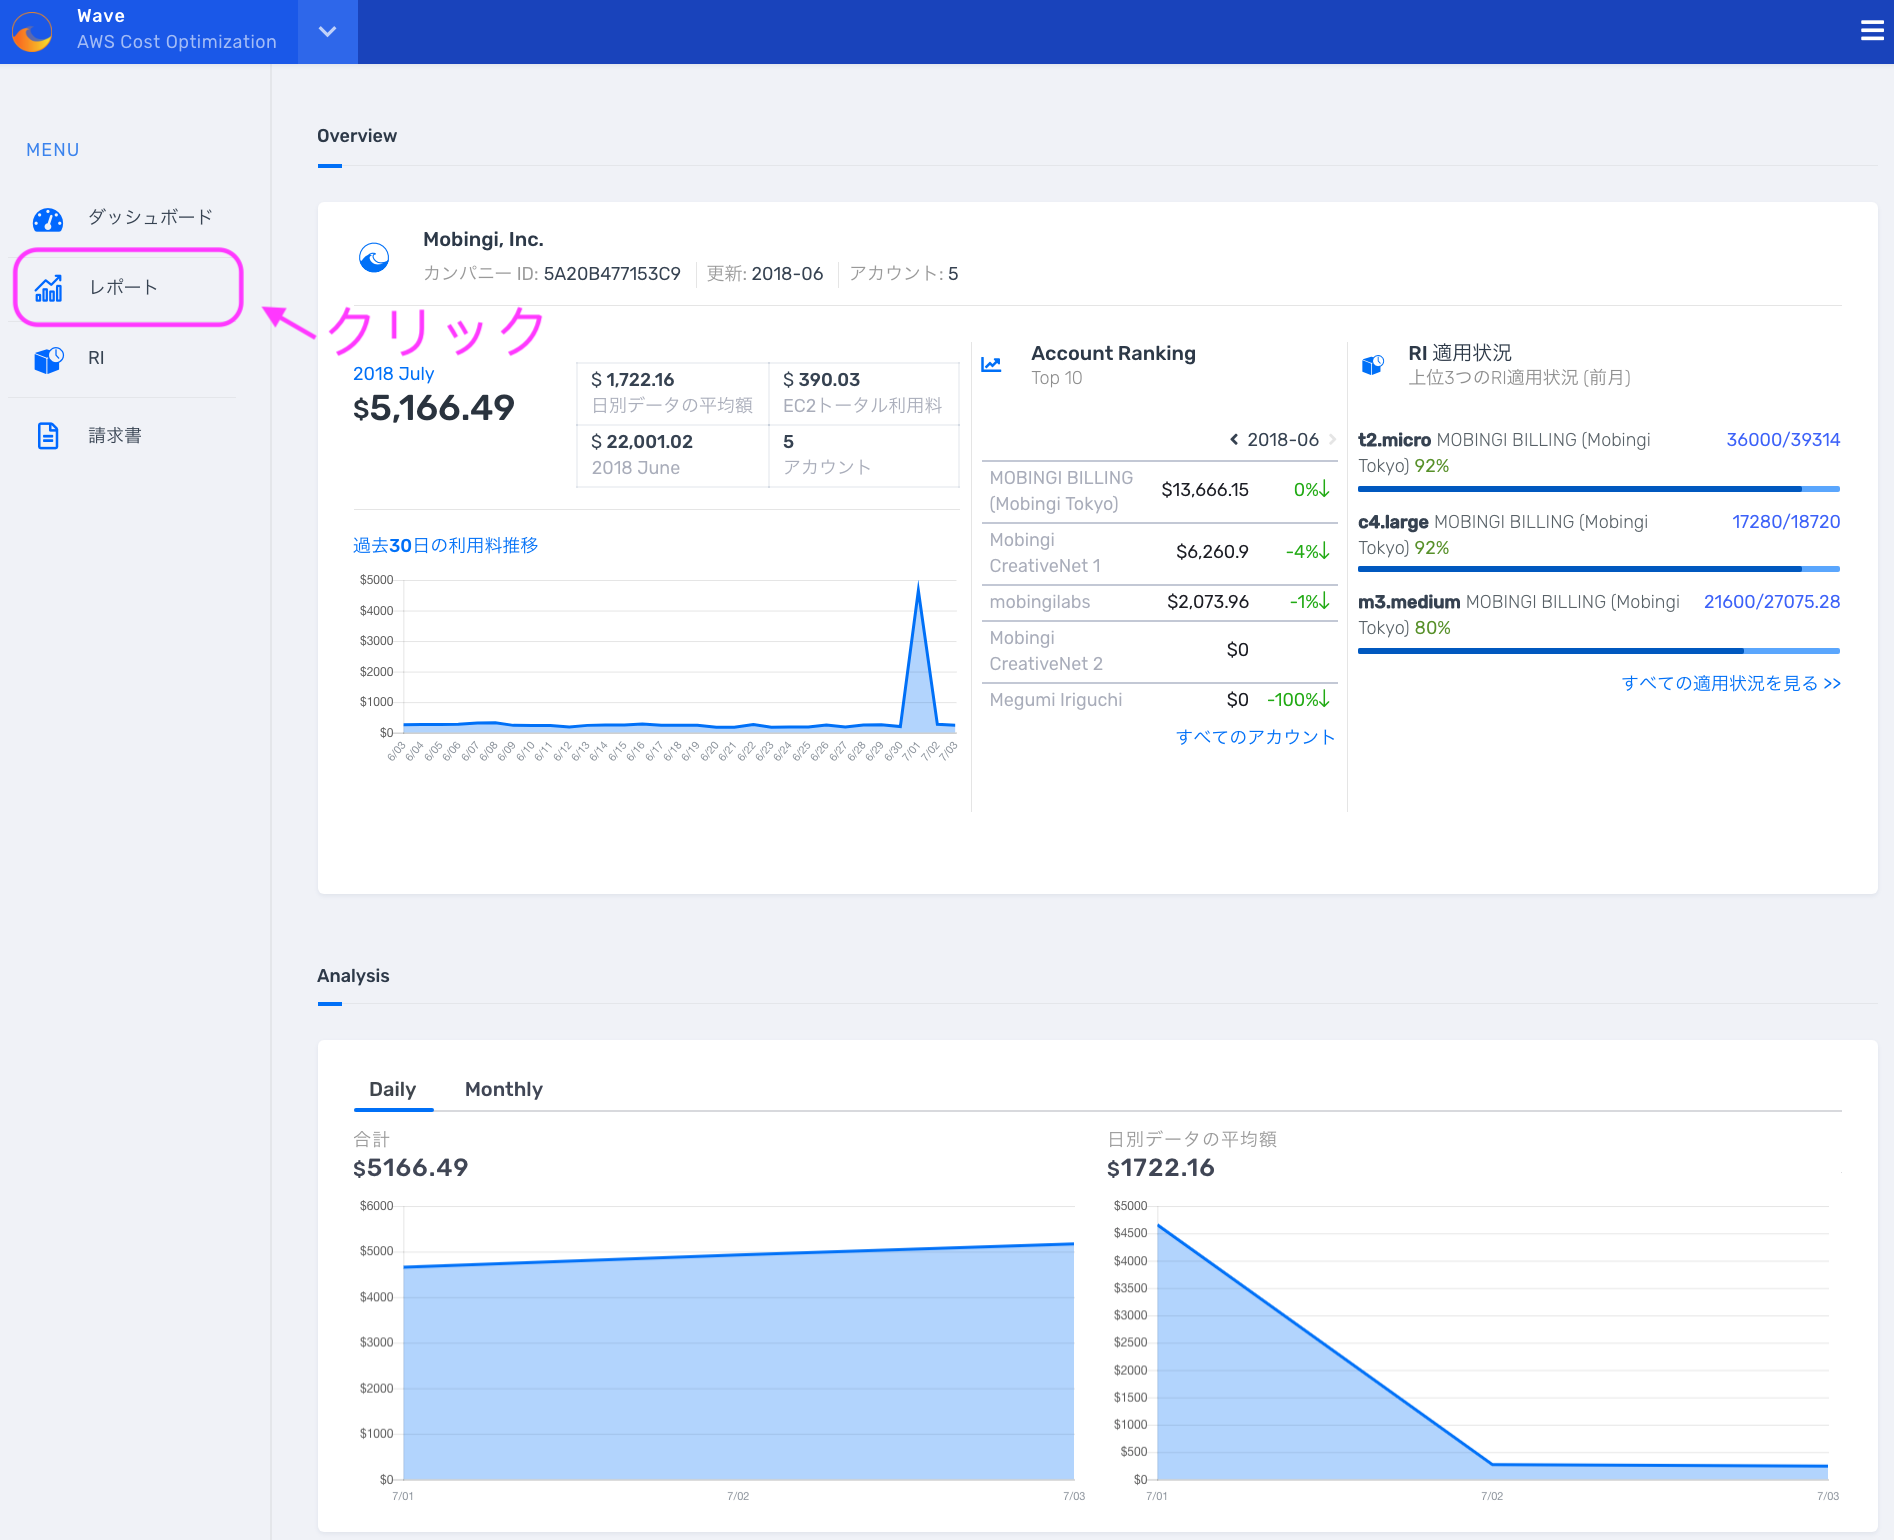 Wave
AWS Cost Optimization
MENU
ダッシュボード
レポート
RI
請求書
クリック
Overview
Mobingi, Inc.
カンパニー ID: 5A20B477153C9 更新: 2018-06 アカウント: 5
2018 July
$5,166.49
$ 1,722.16
日別データの平均額
$ 390.03
EC2トータル利用料
$ 22,001.02
2018 June
5
アカウント
過去30日の利用料推移
$5000
$4000
$3000
$2000
$1000
$0
6/03 6/04 6/05 6/06 6/07 6/08 6/09 6/10 6/11 6/12 6/13 6/14 6/15 6/16 6/17 6/18 6/19 6/20 6/21 6/22 6/23 6/24 6/25 6/26 6/27 6/28 6/29 6/30 7/01 7/02 7/03
Account Ranking
Top 10
2018-06
MOBINGI BILLING
(Mobingi Tokyo)
$13,666.15 0%↓
Mobingi
CreativeNet 1
$6,260.9 -4%↓
mobingilabs $2,073.96 -1%↓
Mobingi
CreativeNet 2
$0
Megumi Iriguchi $0 -100%↓
すべてのアカウント
RI 適用状況
上位3つのRI適用状況 (前月)
t2.micro MOBINGI BILLING (Mobingi 36000/39314
Tokyo) 92%
c4.large MOBINGI BILLING (Mobingi 17280/18720
Tokyo) 92%
m3.medium MOBINGI BILLING (Mobingi 21600/27075.28
Tokyo) 80%
すべての適用状況を見る >>
Analysis
Daily Monthly
合計
$5166.49
$6000
$5000
$4000
$3000
$2000
$1000
$0
7/01 7/02 7/03
日別データの平均額
$1722.16
$5000
$4500
$4000
$3500
$3000
$2500
$2000
$1500
$1000
$500
$0
7/01 7/02 7/03